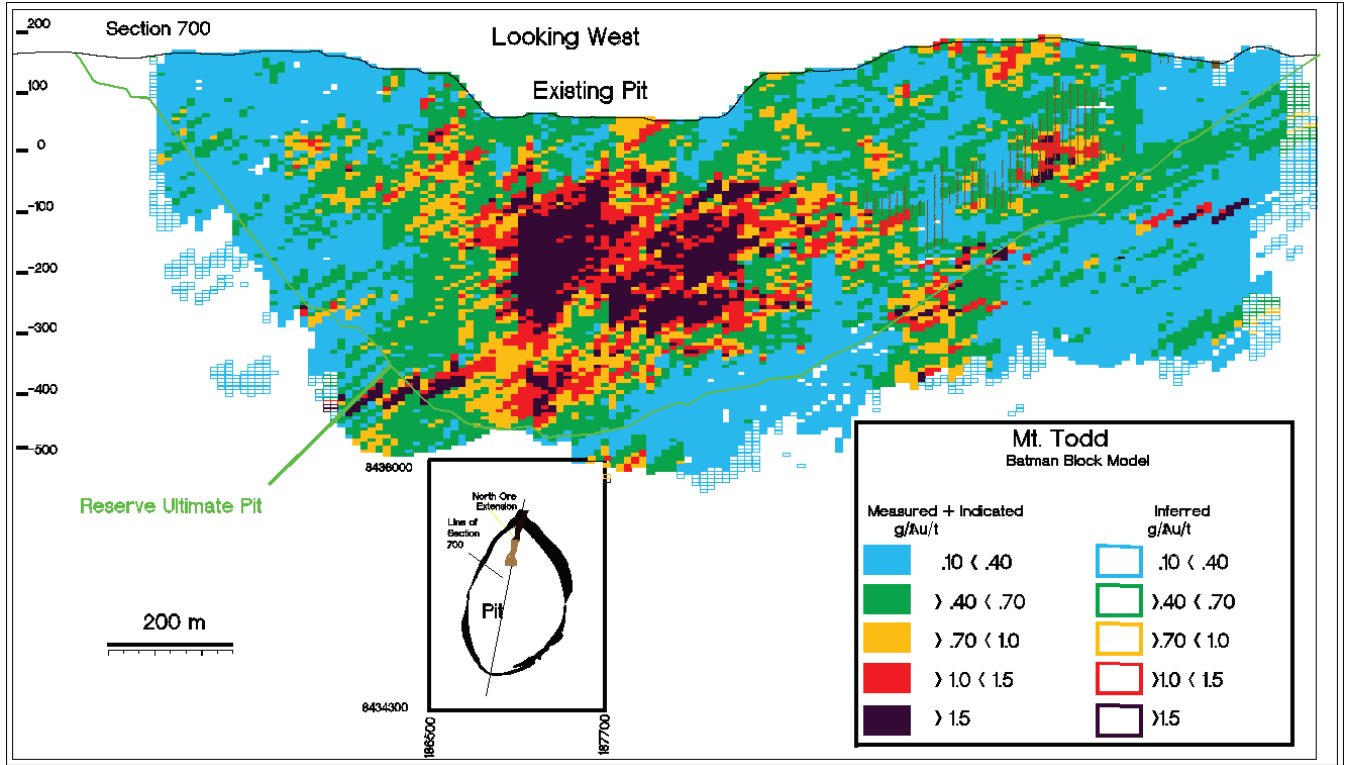 200
Section 700
Looking West
100
Existing Pit
0
-100
-200
-300
-400
-500
Reserve Ultimate Pit
200 m
8436000
North Ore
Extension
Line of
Section
700
Pit
8434300
186500
187700
Mt. Todd
Batman Block Model
Measured + Indicated
g/Au/t
Inferred
g/Au/t
.10 < .40
.10 < .40
> .40 < .70
>.40 < .70
> .70 < 1.0
>.70 < 1.0
> 1.0 < 1.5
>1.0 < 1.5
> 1.5
>1.5